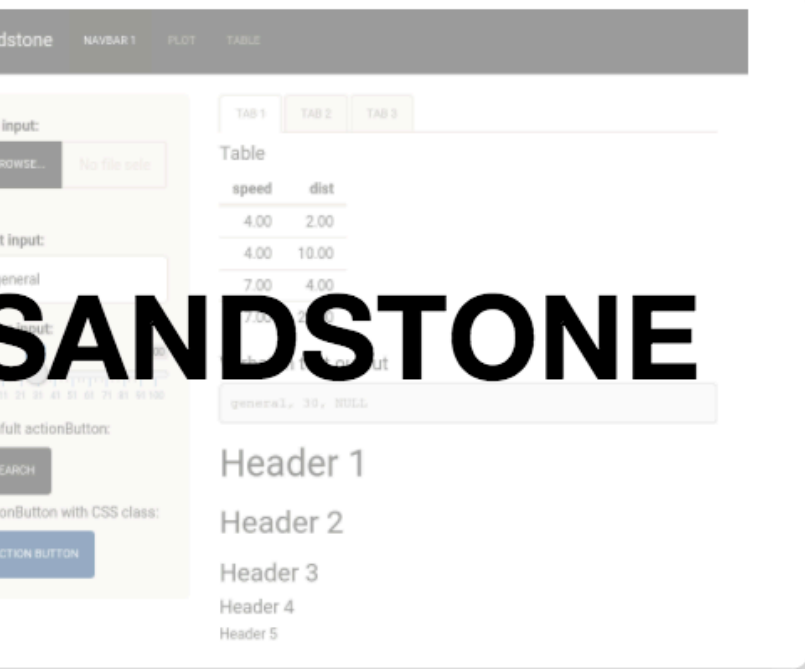 dstone NAVBAR 1 PLOT TABLE
TAB 1 TAB 2 TAB 3
input:
ROWSE... No file sele
Table
speed dist
4.00 2.00
4.00 10.00
7.00 4.00
t input:
general
SANDSTONE
general, 30, NULL
fult actionButton:
EARCH
onButton with CSS class:
CTION BUTTON
Header 1
Header 2
Header 3
Header 4
Header 5